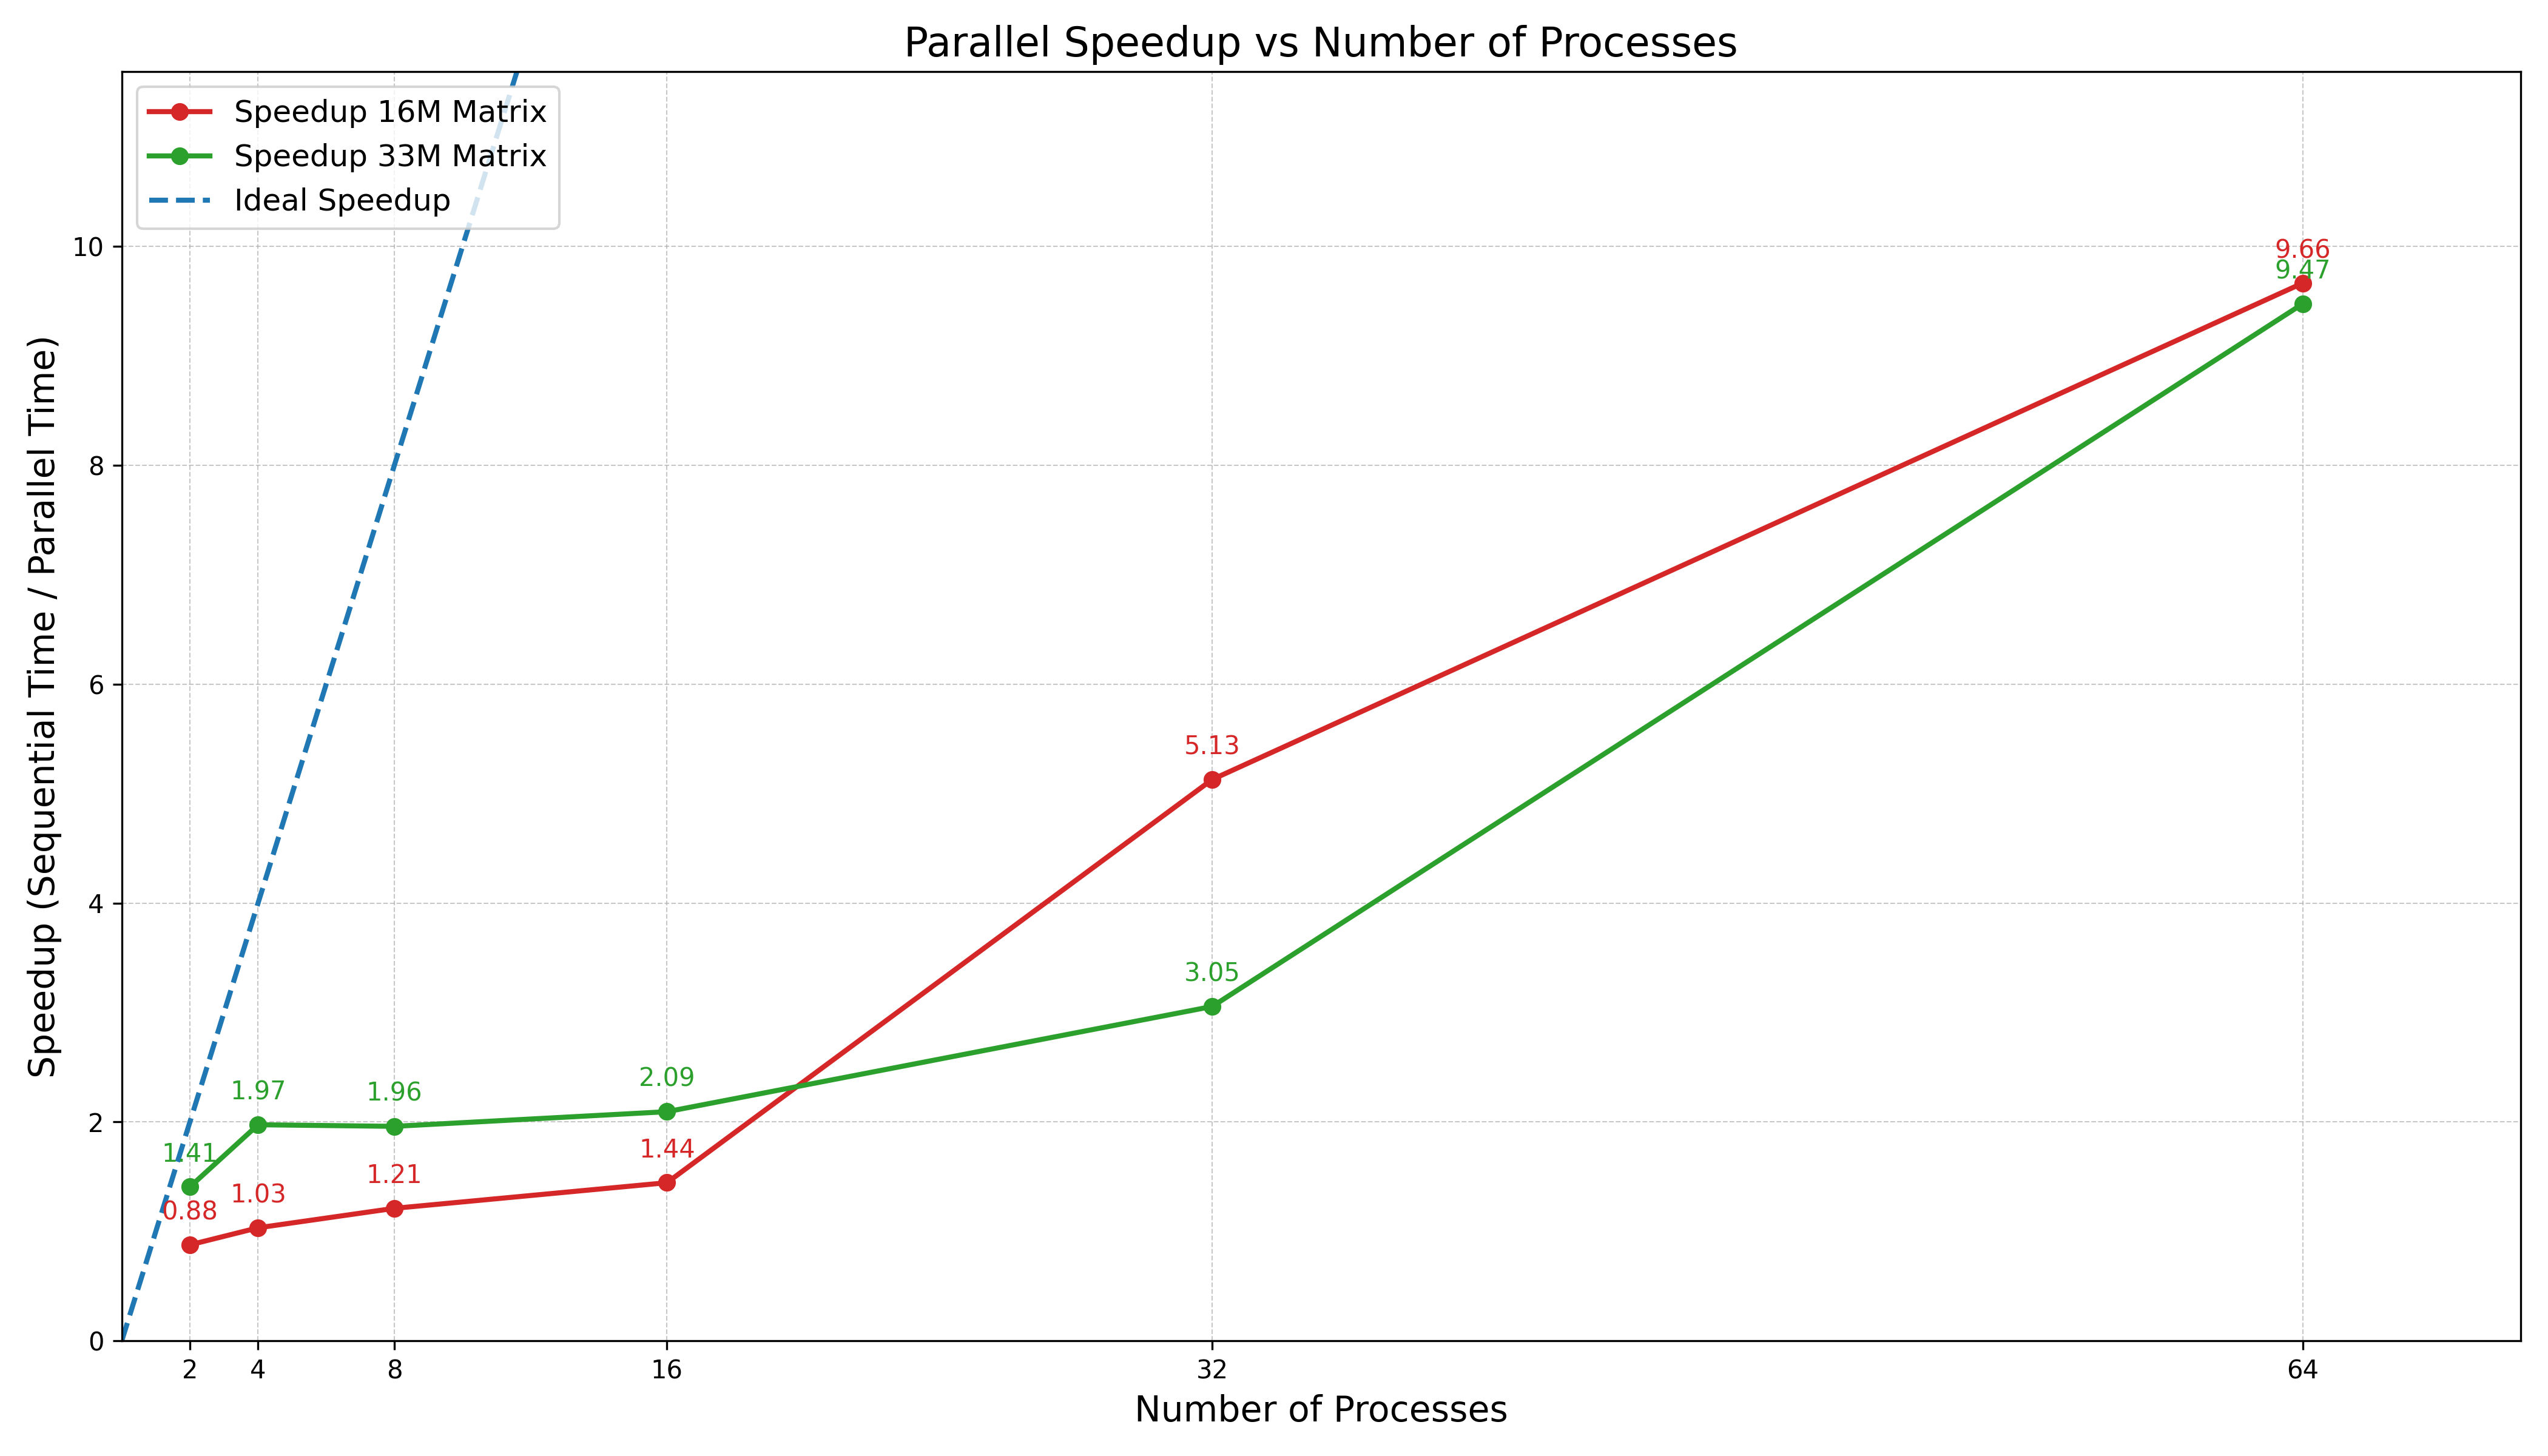 Parallel Speedup vs Number of Processes
Speedup 16M Matrix
Speedup 33M Matrix
Ideal Speedup
Speedup (Sequential Time / Parallel Time)
10
8
6
4
2
0
9.66
9.47
5.13
3.05
1.97
1.96
2.09
1.41
1.44
1.21
1.03
0.88
2 4 8 16 32 64
Number of Processes